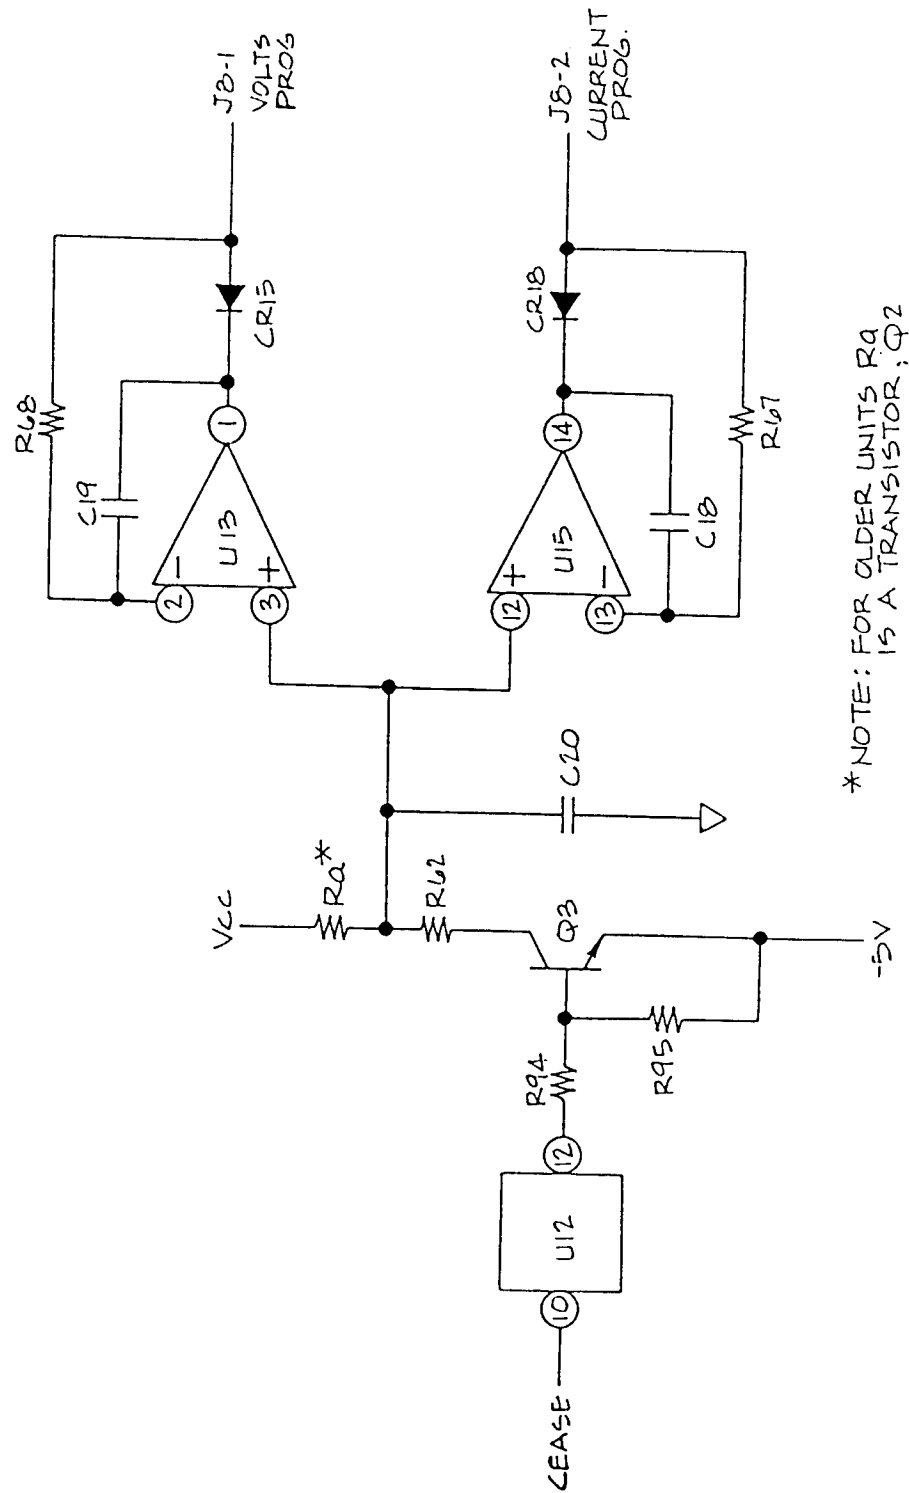 J8-1
VOLTS
PROG
R68
C19
CR15
1
U13
2
3
-
+
J8-2
CURRENT
PROG.
CR18
14
U15
12
13
+
-
C18
R67
VCC
Ra*
R62
C20
Q3
-5V
R94
R95
12
U12
10
CEASE
*NOTE: FOR OLDER UNITS Ra
IS A TRANSISTOR; Q2